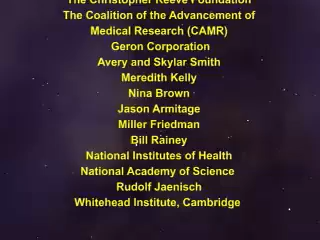 The Christopher Reeve Foundation
The Coalition of the Advancement of
Medical Research (CAMR)
Geron Corporation
Avery and Skylar Smith
Meredith Kelly
Nina Brown
Jason Armitage
Miller Friedman
Bill Rainey
National Institutes of Health
National Academy of Science
Rudolf Jaenisch
Whitehead Institute, Cambridge